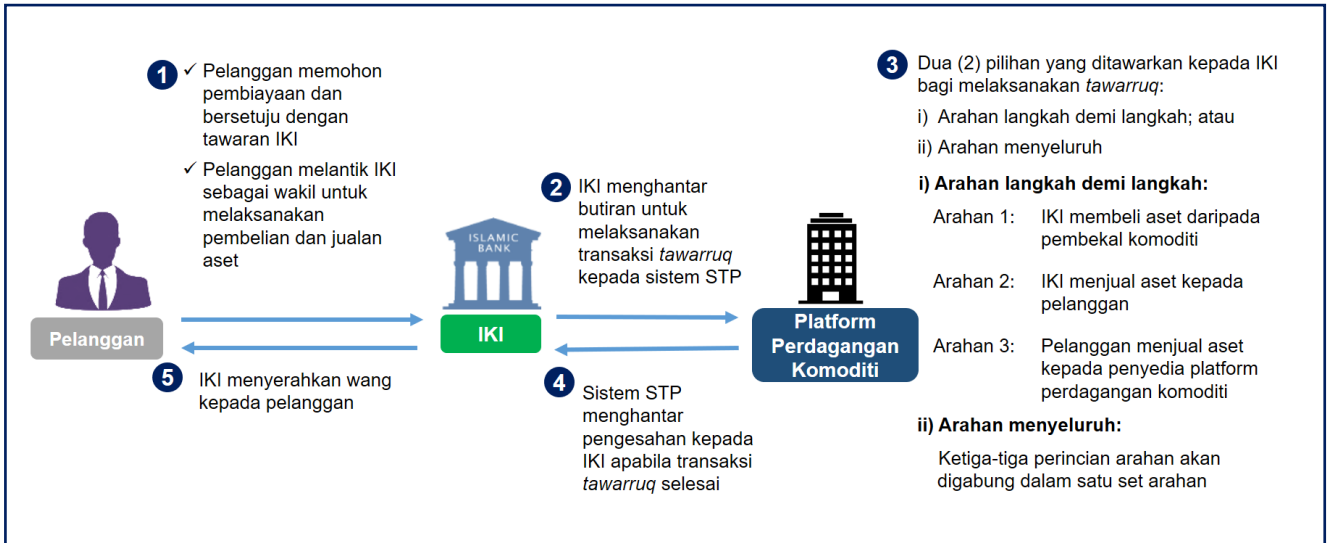 1
✓ Pelanggan memohon
pembiayaan dan
bersetuju dengan
tawaran IKI
✓ Pelanggan melantik IKI
sebagai wakil untuk
melaksanakan
pembelian dan jualan
aset
Pelanggan
2
IKI menghantar
butiran untuk
melaksanakan
transaksi tawarruq
kepada sistem STP
ISLAMIC
BANK
IKI
Platform
Perdagangan
Komoditi
3
Dua (2) pilihan yang ditawarkan kepada IKI
bagi melaksanakan tawarruq:
i) Arahan langkah demi langkah; atau
ii) Arahan menyeluruh
i) Arahan langkah demi langkah:
Arahan 1: IKI membeli aset daripada
pembekal komoditi
Arahan 2: IKI menjual aset kepada
pelanggan
Arahan 3: Pelanggan menjual aset
kepada penyedia platform
perdagangan komoditi
ii) Arahan menyeluruh:
Ketiga-tiga perincian arahan akan
digabung dalam satu set arahan
4
Sistem STP
menghantar
pengesahan kepada
IKI apabila transaksi
tawarruq selesai
5
IKI menyerahkan wang
kepada pelanggan